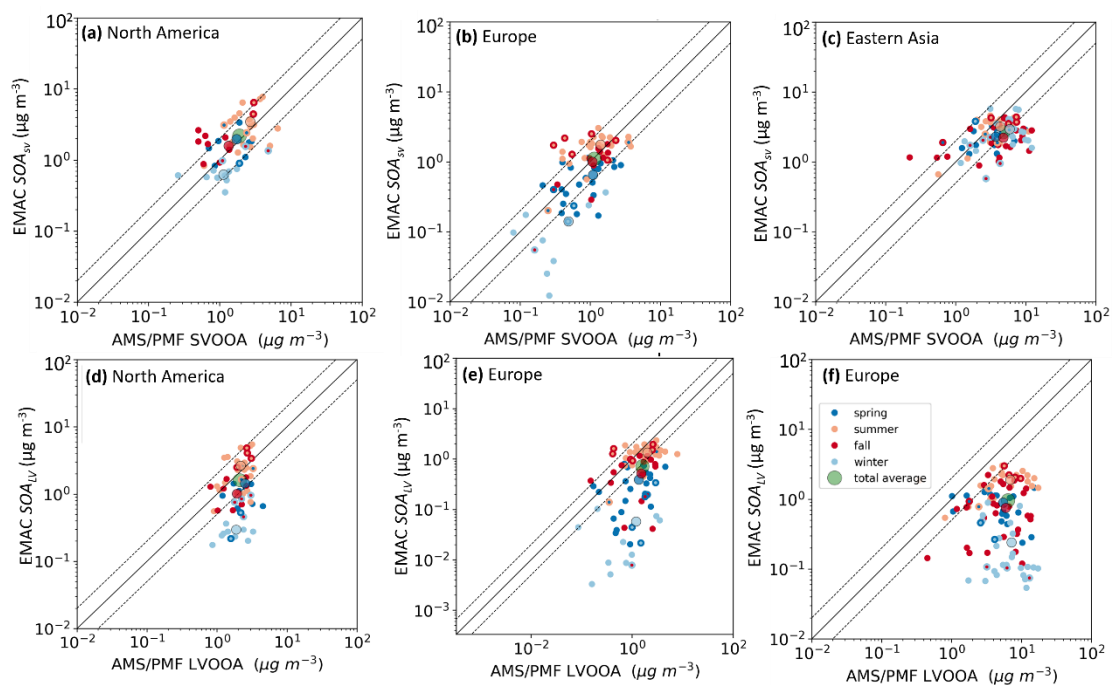 (a) North America
EMAC SOA_sv (µg m⁻³)
10²
10¹
10⁰
10⁻¹
10⁻²
10⁻² 10⁻¹ 10⁰ 10¹ 10²
AMS/PMF SVOOA (µg m⁻³)
(b) Europe
EMAC SOA_sv (µg m⁻³)
10²
10¹
10⁰
10⁻¹
10⁻²
10⁻² 10⁻¹ 10⁰ 10¹ 10²
AMS/PMF SVOOA (µg m⁻³)
(c) Eastern Asia
EMAC SOA_sv (µg m⁻³)
10²
10¹
10⁰
10⁻¹
10⁻²
10⁻² 10⁻¹ 10⁰ 10¹ 10²
AMS/PMF SVOOA (µg m⁻³)
(d) North America
EMAC SOA_LV (µg m⁻³)
10²
10¹
10⁰
10⁻¹
10⁻²
10⁻² 10⁻¹ 10⁰ 10¹ 10²
AMS/PMF LVOOA (µg m⁻³)
(e) Europe
EMAC SOA_LV (µg m⁻³)
10²
10¹
10⁰
10⁻¹
10⁻²
10⁻³
10⁻² 10⁰ 10²
AMS/PMF LVOOA (µg m⁻³)
(f) Europe
spring
summer
fall
winter
total average
EMAC SOA_LV (µg m⁻³)
10²
10¹
10⁰
10⁻¹
10⁻²
10⁻² 10⁻¹ 10⁰ 10¹ 10²
AMS/PMF LVOOA (µg m⁻³)